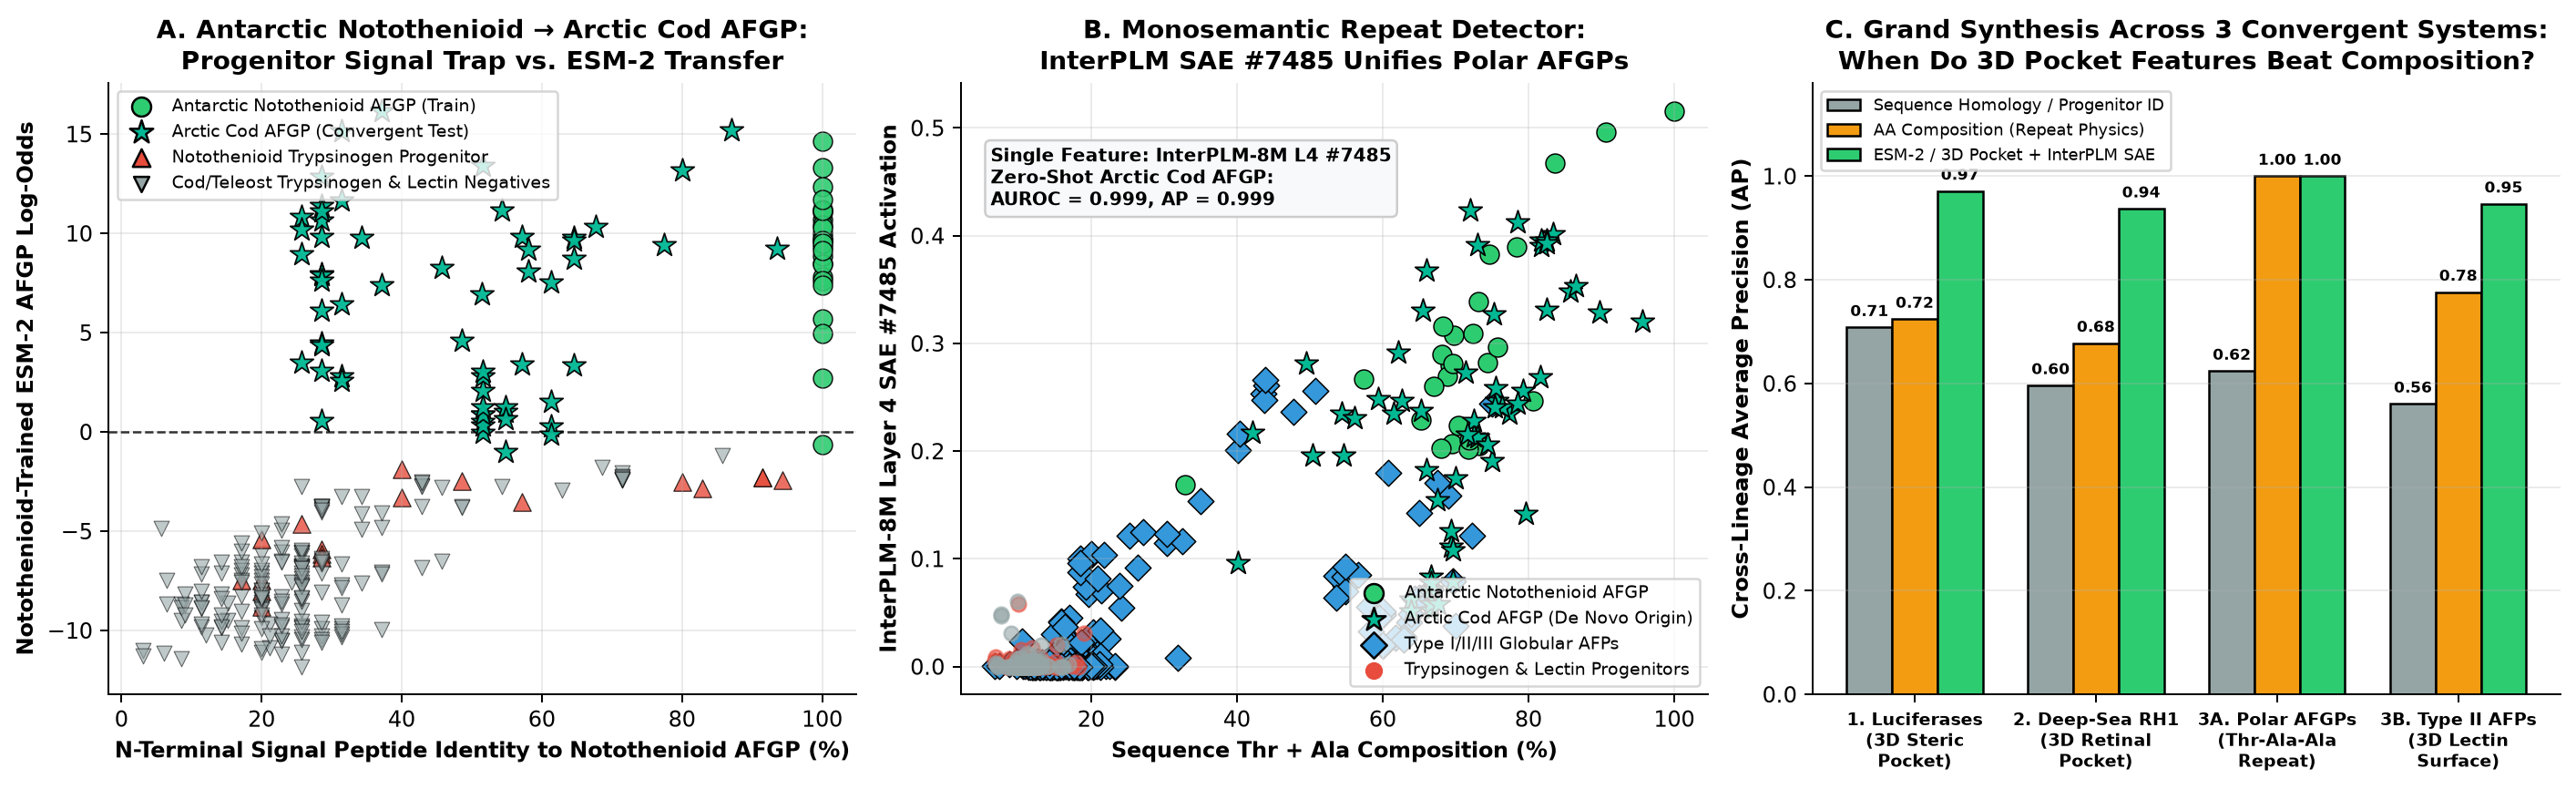 A. Antarctic Notothenioid → Arctic Cod AFGP:
Progenitor Signal Trap vs. ESM-2 Transfer
Notothenioid-Trained ESM-2 AFGP Log-Odds
15
10
5
0
−5
−10
Antarctic Notothenioid AFGP (Train)
Arctic Cod AFGP (Convergent Test)
Notothenioid Trypsinogen Progenitor
Cod/Teleost Trypsinogen & Lectin Negatives
0
20
40
60
80
100
N-Terminal Signal Peptide Identity to Notothenioid AFGP (%)
B. Monosemantic Repeat Detector:
InterPLM SAE #7485 Unifies Polar AFGPs
InterPLM-8M Layer 4 SAE #7485 Activation
0.5
0.4
0.3
0.2
0.1
0.0
Single Feature: InterPLM-8M L4 #7485
Zero-Shot Arctic Cod AFGP:
AUROC = 0.999, AP = 0.999
Antarctic Notothenioid AFGP
Arctic Cod AFGP (De Novo Origin)
Type I/II/III Globular AFPs
Trypsinogen & Lectin Progenitors
20
40
60
80
100
Sequence Thr + Ala Composition (%)
C. Grand Synthesis Across 3 Convergent Systems:
When Do 3D Pocket Features Beat Composition?
Cross-Lineage Average Precision (AP)
1.0
0.8
0.6
0.4
0.2
0.0
Sequence Homology / Progenitor ID
AA Composition (Repeat Physics)
ESM-2 / 3D Pocket + InterPLM SAE
0.71
0.72
0.97
0.60
0.68
0.94
0.62
1.00
1.00
0.56
0.78
0.95
1. Luciferases
(3D Steric
Pocket)
2. Deep-Sea RH1
(3D Retinal
Pocket)
3A. Polar AFGPs
(Thr-Ala-Ala
Repeat)
3B. Type II AFPs
(3D Lectin
Surface)